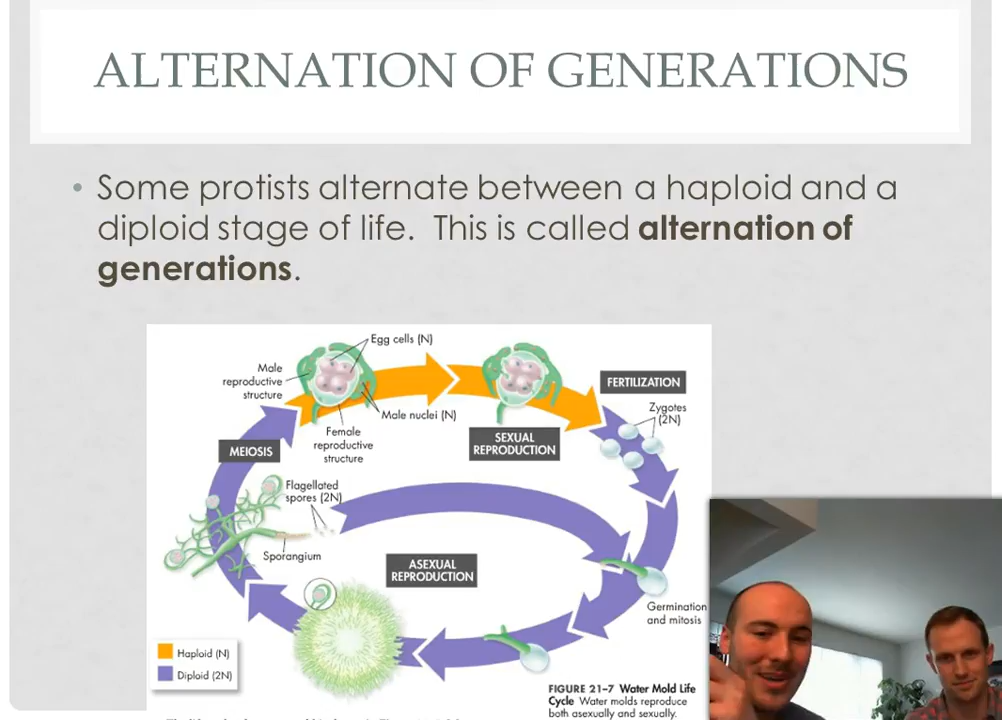 ALTERNATION OF GENERATIONS
• Some protists alternate between a haploid and a
diploid stage of life. This is called alternation of
generations.
Egg cells (N)
Male
reproductive
structure
Male nuclei (N)
Female
reproductive
structure
FERTILIZATION
Zygotes
(2N)
MEIOSIS
SEXUAL
REPRODUCTION
Flagellated
spores (2N)
Sporangium
ASEXUAL
REPRODUCTION
Germination
and mitosis
Haploid (N)
Diploid (2N)
FIGURE 21–7 Water Mold Life
Cycle Water molds reproduce
both asexually and sexually.